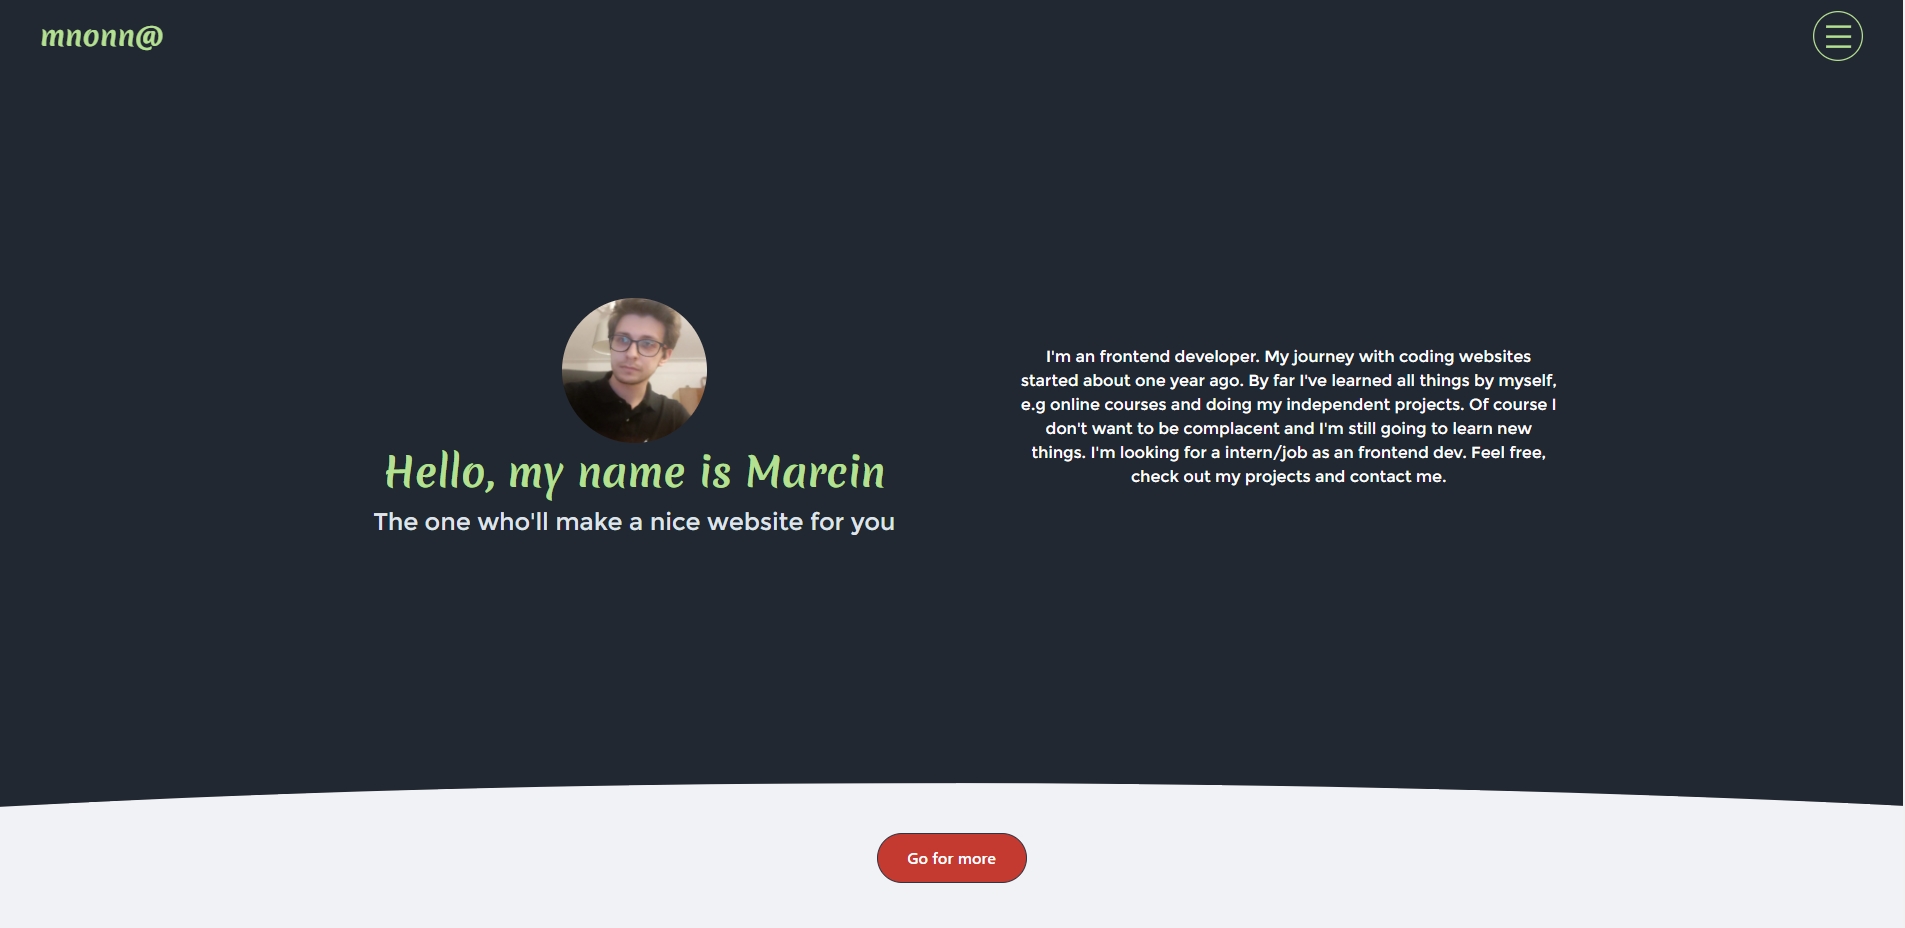 mnonn@
Hello, my name is Marcin
The one who'll make a nice website for you
I'm an frontend developer. My journey with coding websites
started about one year ago. By far I've learned all things by myself,
e.g online courses and doing my independent projects. Of course I
don't want to be complacent and I'm still going to learn new
things. I'm looking for a intern/job as an frontend dev. Feel free,
check out my projects and contact me.
Go for more